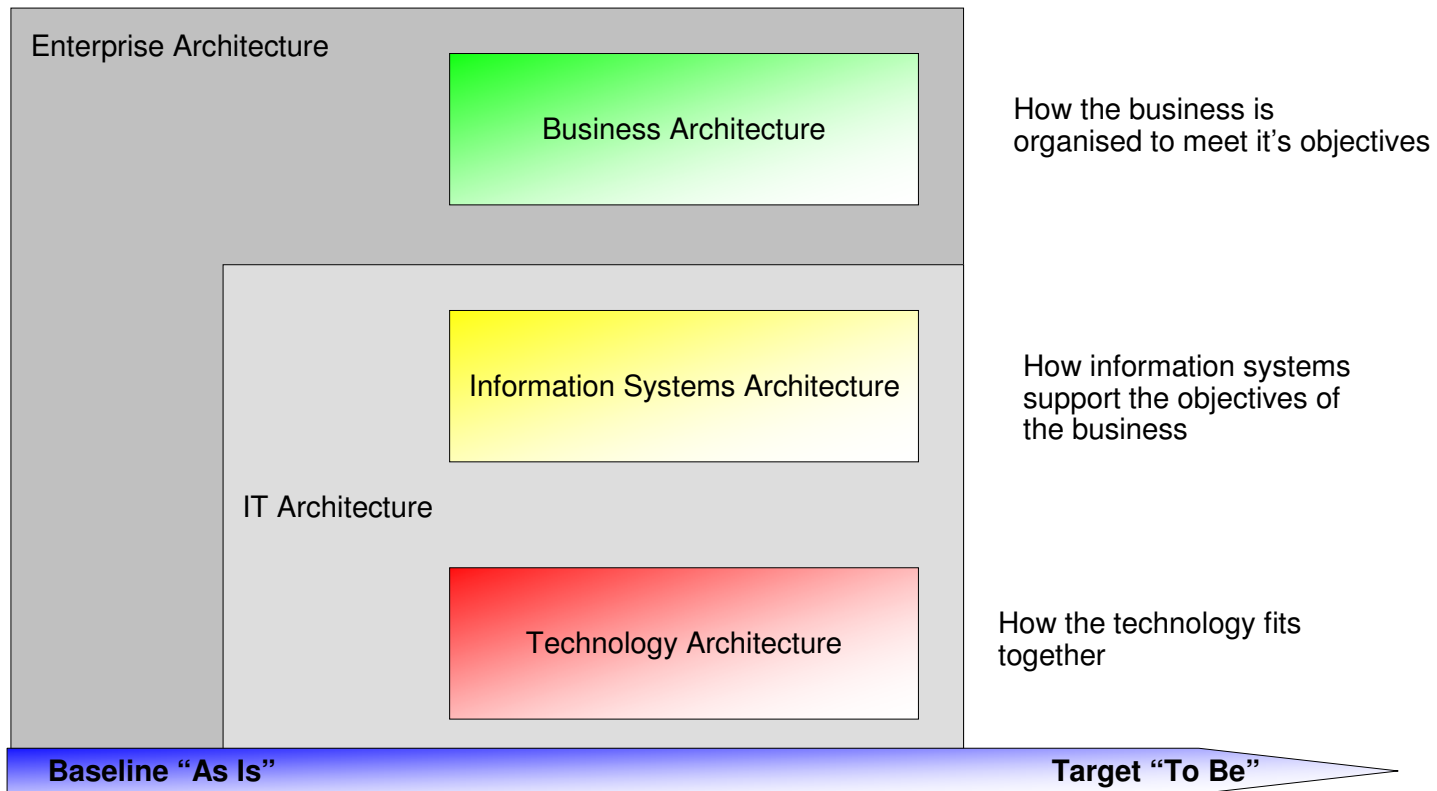 Enterprise Architecture
Business Architecture
How the business is
organised to meet it’s objectives
Information Systems Architecture
How information systems
support the objectives of
the business
IT Architecture
Technology Architecture
How the technology fits
together
Baseline “As Is”
Target “To Be”